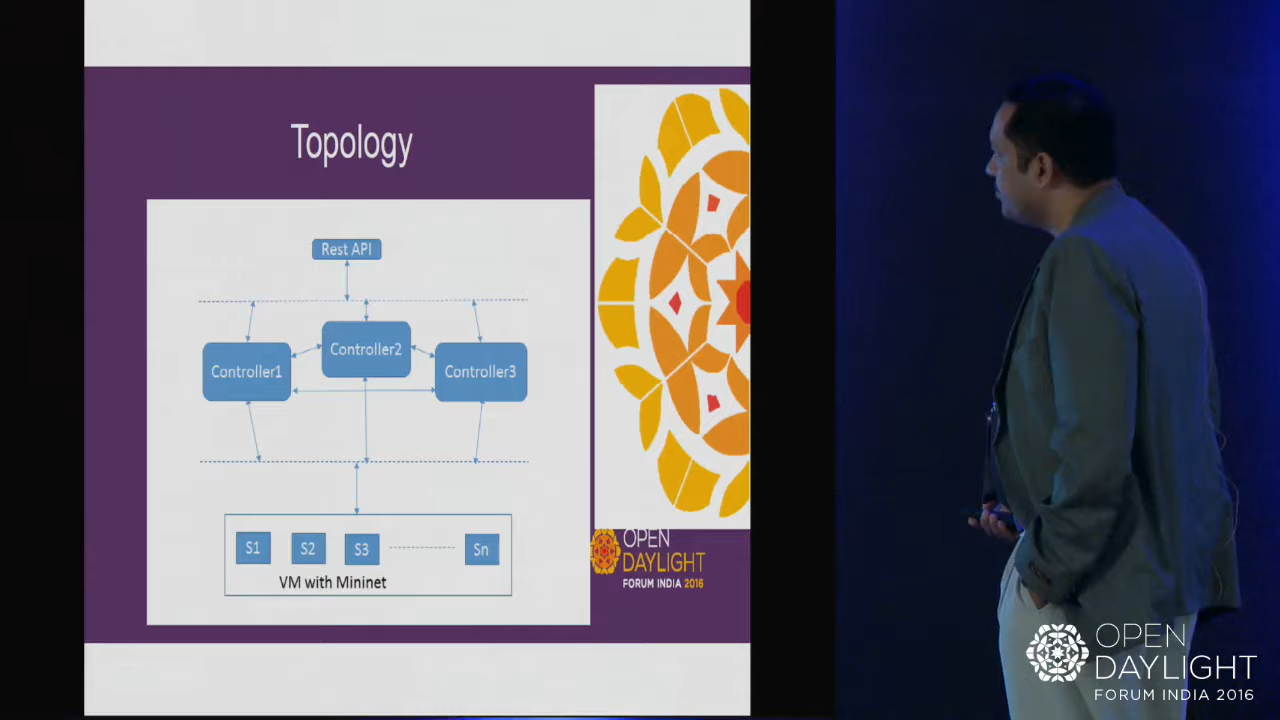 Topology
Rest API
Controller1
Controller2
Controller3
S1
S2
S3
Sn
VM with Mininet
OPEN
DAYLIGHT
FORUM INDIA 2016
OPEN
DAYLIGHT
FORUM INDIA 2016